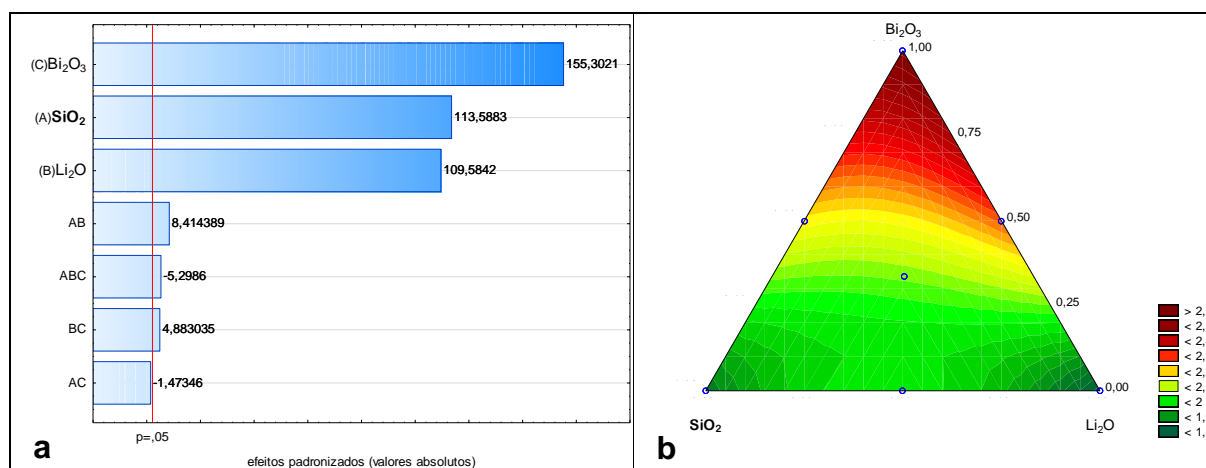 (C)Bi₂O₃
155,3021
(A)SiO₂
113,5883
(B)Li₂O
109,5842
AB
8,414389
ABC
-5,2986
BC
4,883035
AC
-1,47346
p=,05
a
efeitos padronizados (valores absolutos)
Bi₂O₃
1,00
0,75
0,50
0,25
0,00
SiO₂
Li₂O
b
> 2,
< 2,
< 2,
< 2,
< 2,
< 2,
< 2
< 1,
< 1,